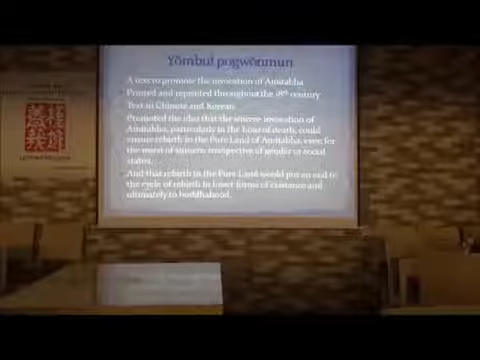 Yŏmbul pogwŏnmun
A text to promote the invocation of Amitabha
Printed and reprinted throughout the 18th century
Text in Chinese and Korean
Promoted the idea that the sincere invocation of
Amitabha, particularly in the hour of death, could
ensure rebirth in the Pure Land of Amitabha, even for
the worst of sinners, irrespective of gender or social
status.
And that rebirth in the Pure Land would put an end to
the cycle of rebirth in lower forms of existence and
ultimately to buddhahood.